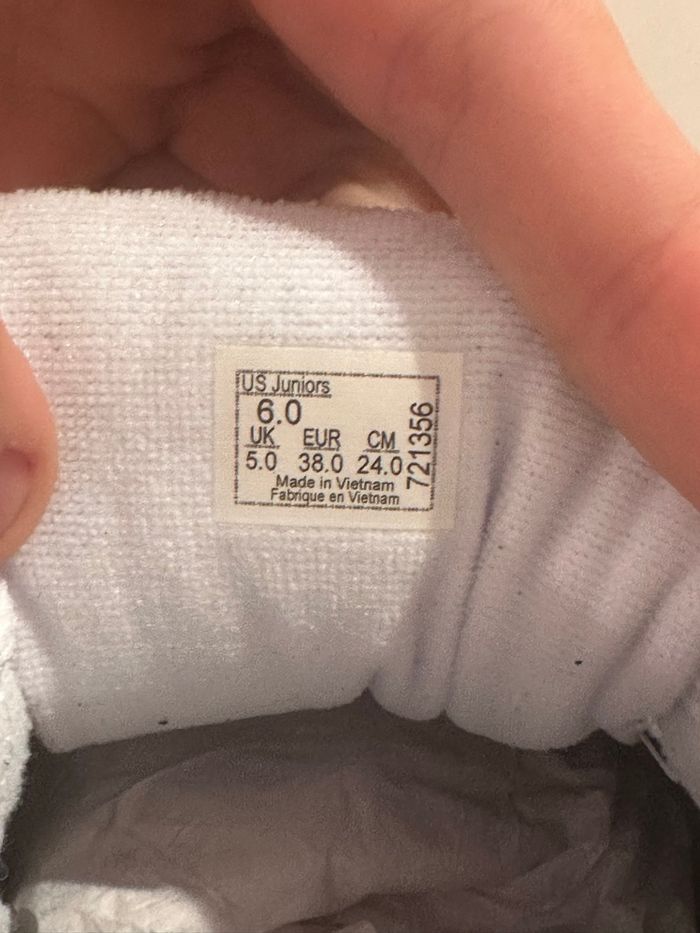 US Juniors
6.0
UK EUR CM
5.0 38.0 24.0
Made in Vietnam
Fabrique en Vietnam
721356